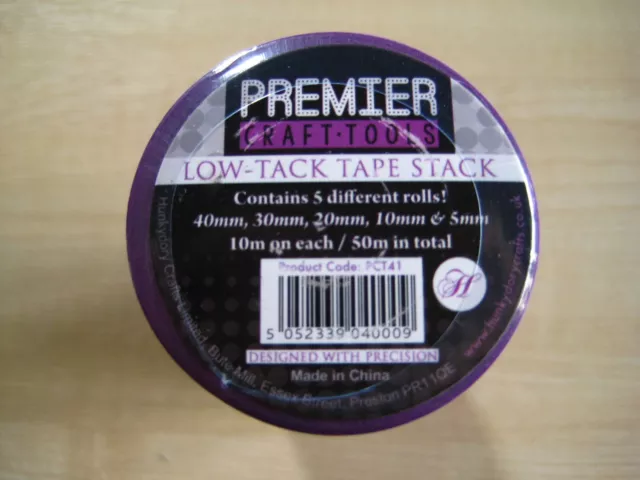 PREMIER
CRAFT·TOOLS
LOW-TACK TAPE STACK
Contains 5 different rolls!
40mm, 30mm, 20mm, 10mm & 5mm
10m on each / 50m in total
Product Code: PCT41
5 052339 040009
H
DESIGNED WITH PRECISION
Made in China
Hunkydory Crafts Limited, Bute Mill, Essex Street, Preston PR11QE
www.hunkydorycrafts.co.uk